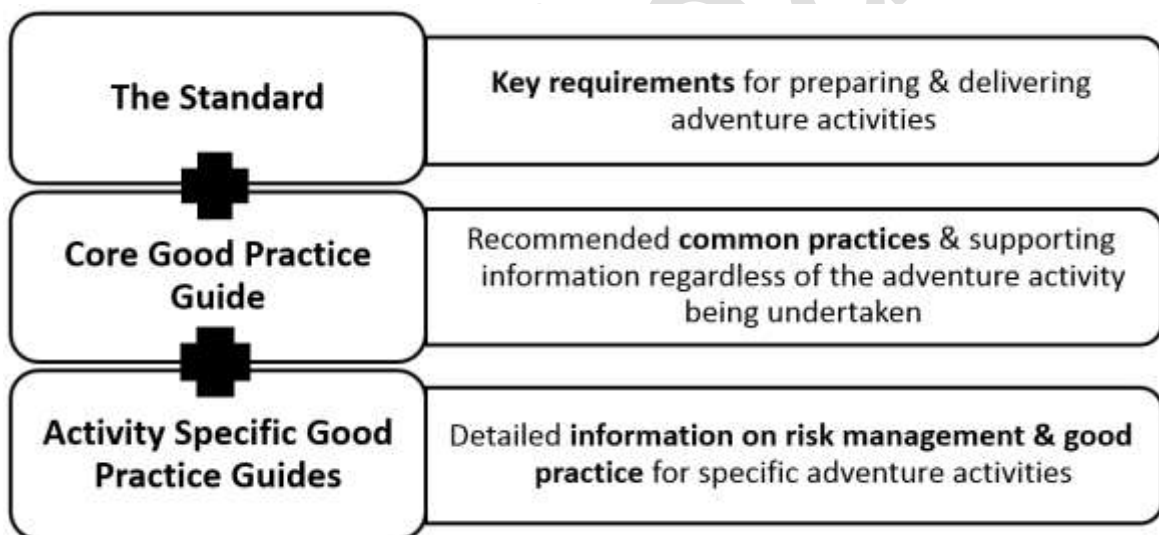 The Standard
Key requirements for preparing & delivering
adventure activities
Core Good Practice
Guide
Recommended common practices & supporting
information regardless of the adventure activity
being undertaken
Activity Specific Good
Practice Guides
Detailed information on risk management & good
practice for specific adventure activities